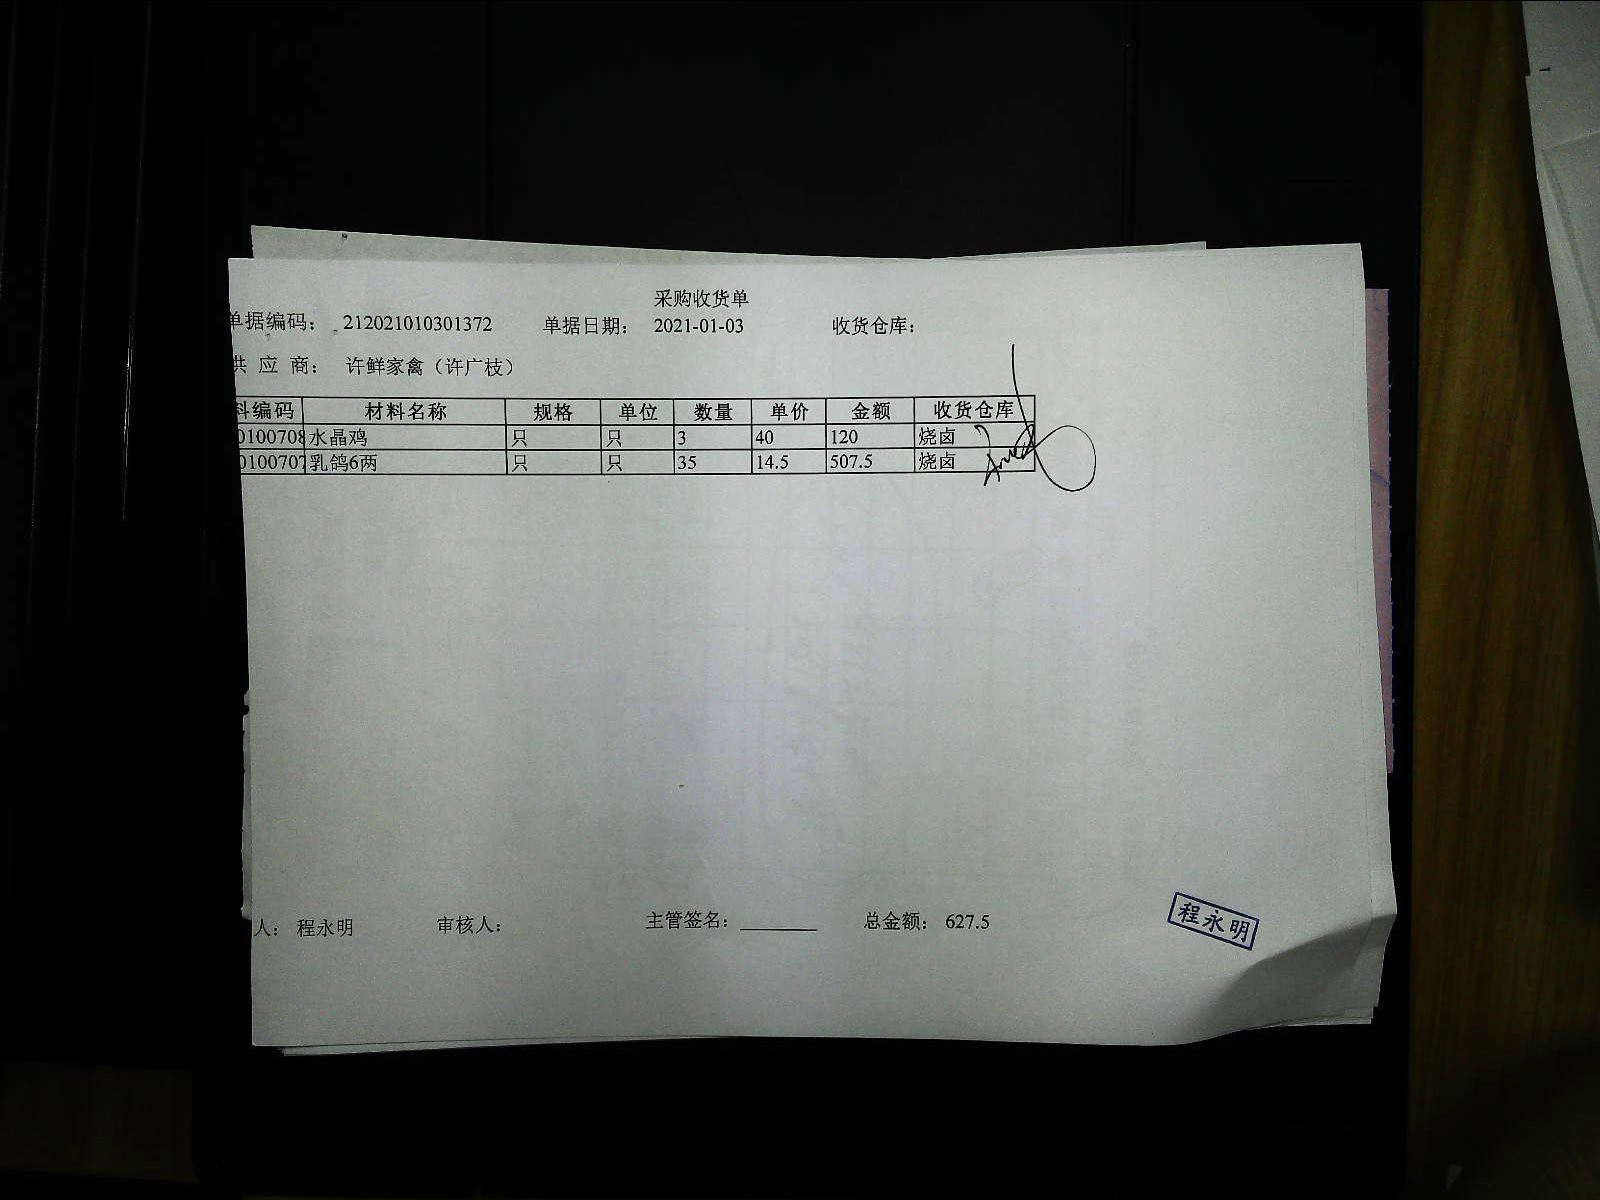 采购收货单
单据编码： 212021010301372 单据日期： 2021-01-03 收货仓库：
供 应 商： 许鲜家禽（许广枝）
料编码 材料名称 规格 单位 数量 单价 金额 收货仓库
0100708 水晶鸡 只 只 3 40 120 烧卤
0100707 乳鸽6两 只 只 35 14.5 507.5 烧卤
人： 程永明 审核人： 主管签名： 总金额： 627.5
程永明